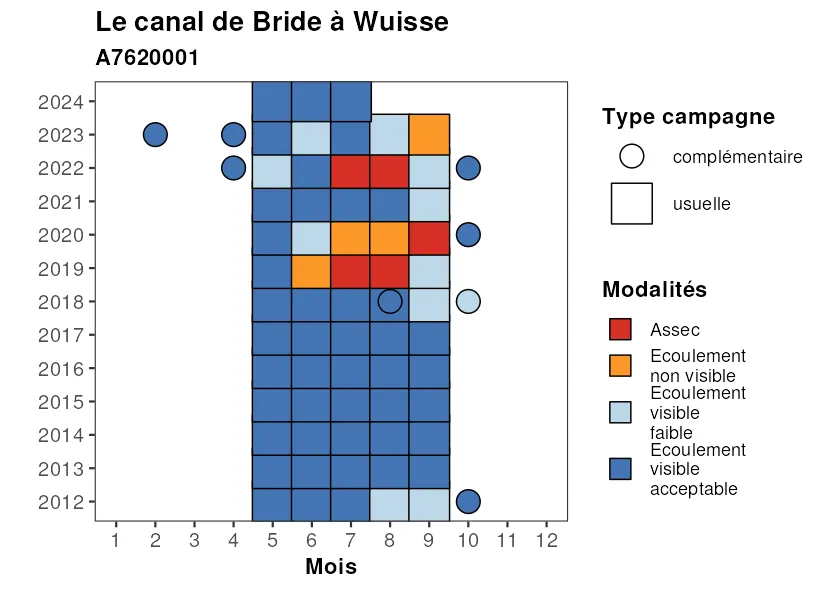 Le canal de Bride à Wuisse
A7620001
2024
2023
2022
2021
2020
2019
2018
2017
2016
2015
2014
2013
2012
1 2 3 4 5 6 7 8 9 10 11 12
Mois
Type campagne
complémentaire
usuelle
Modalités
Assec
Ecoulement
non visible
Ecoulement
visible
faible
Ecoulement
visible
acceptable